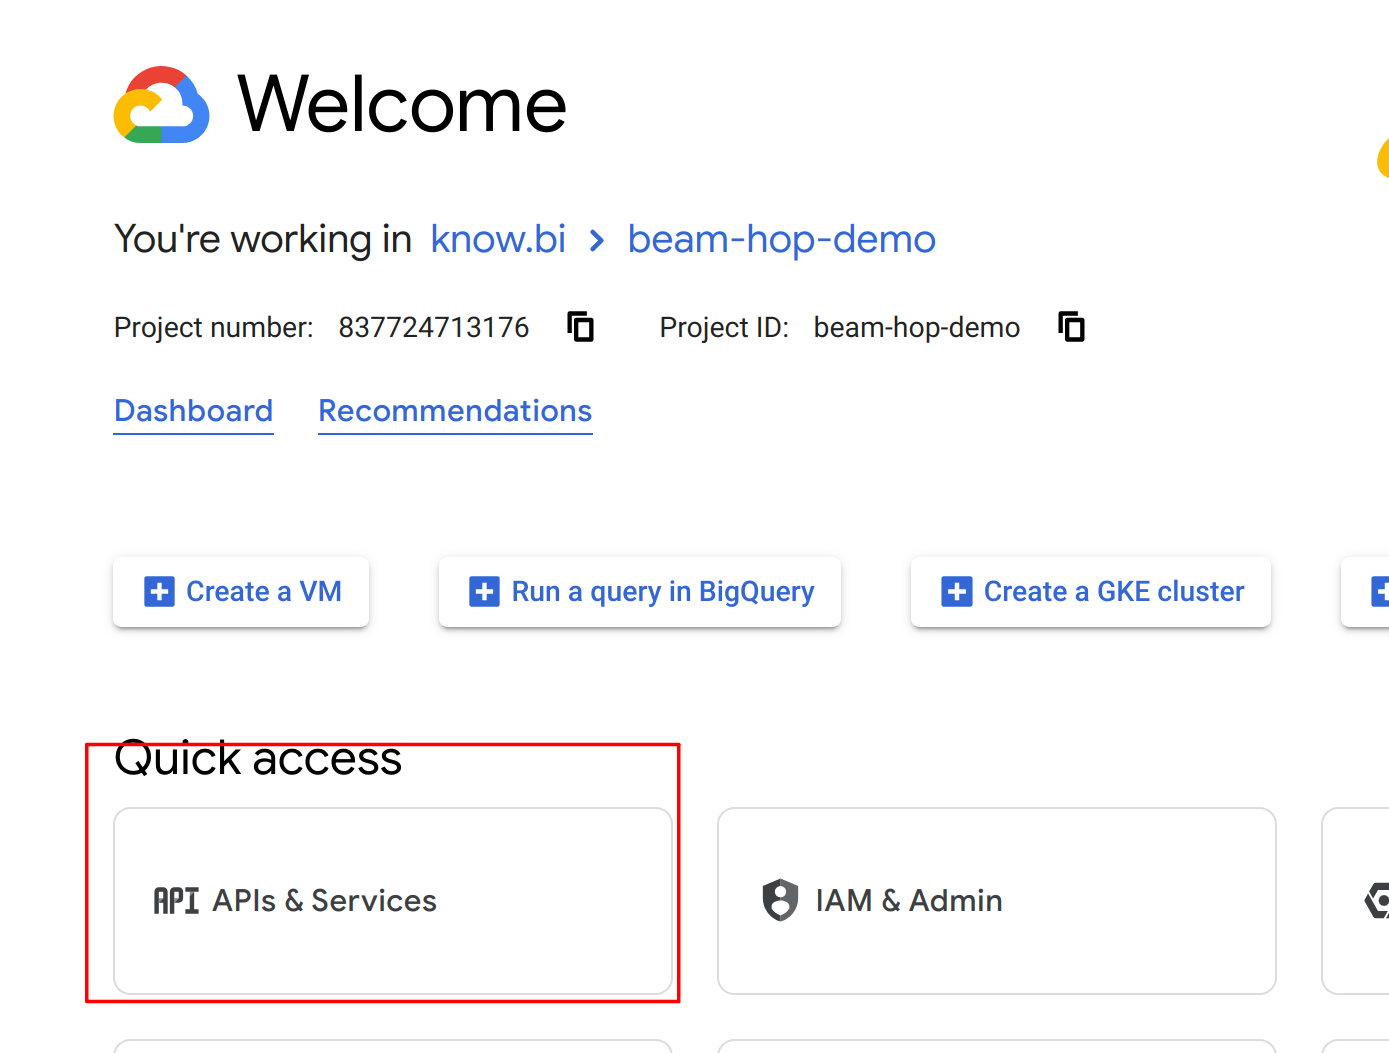 Welcome
You're working in know.bi > beam-hop-demo
Project number: 837724713176 Project ID: beam-hop-demo
Dashboard Recommendations
Create a VM Run a query in BigQuery Create a GKE cluster
Quick access
API APIs & Services IAM & Admin